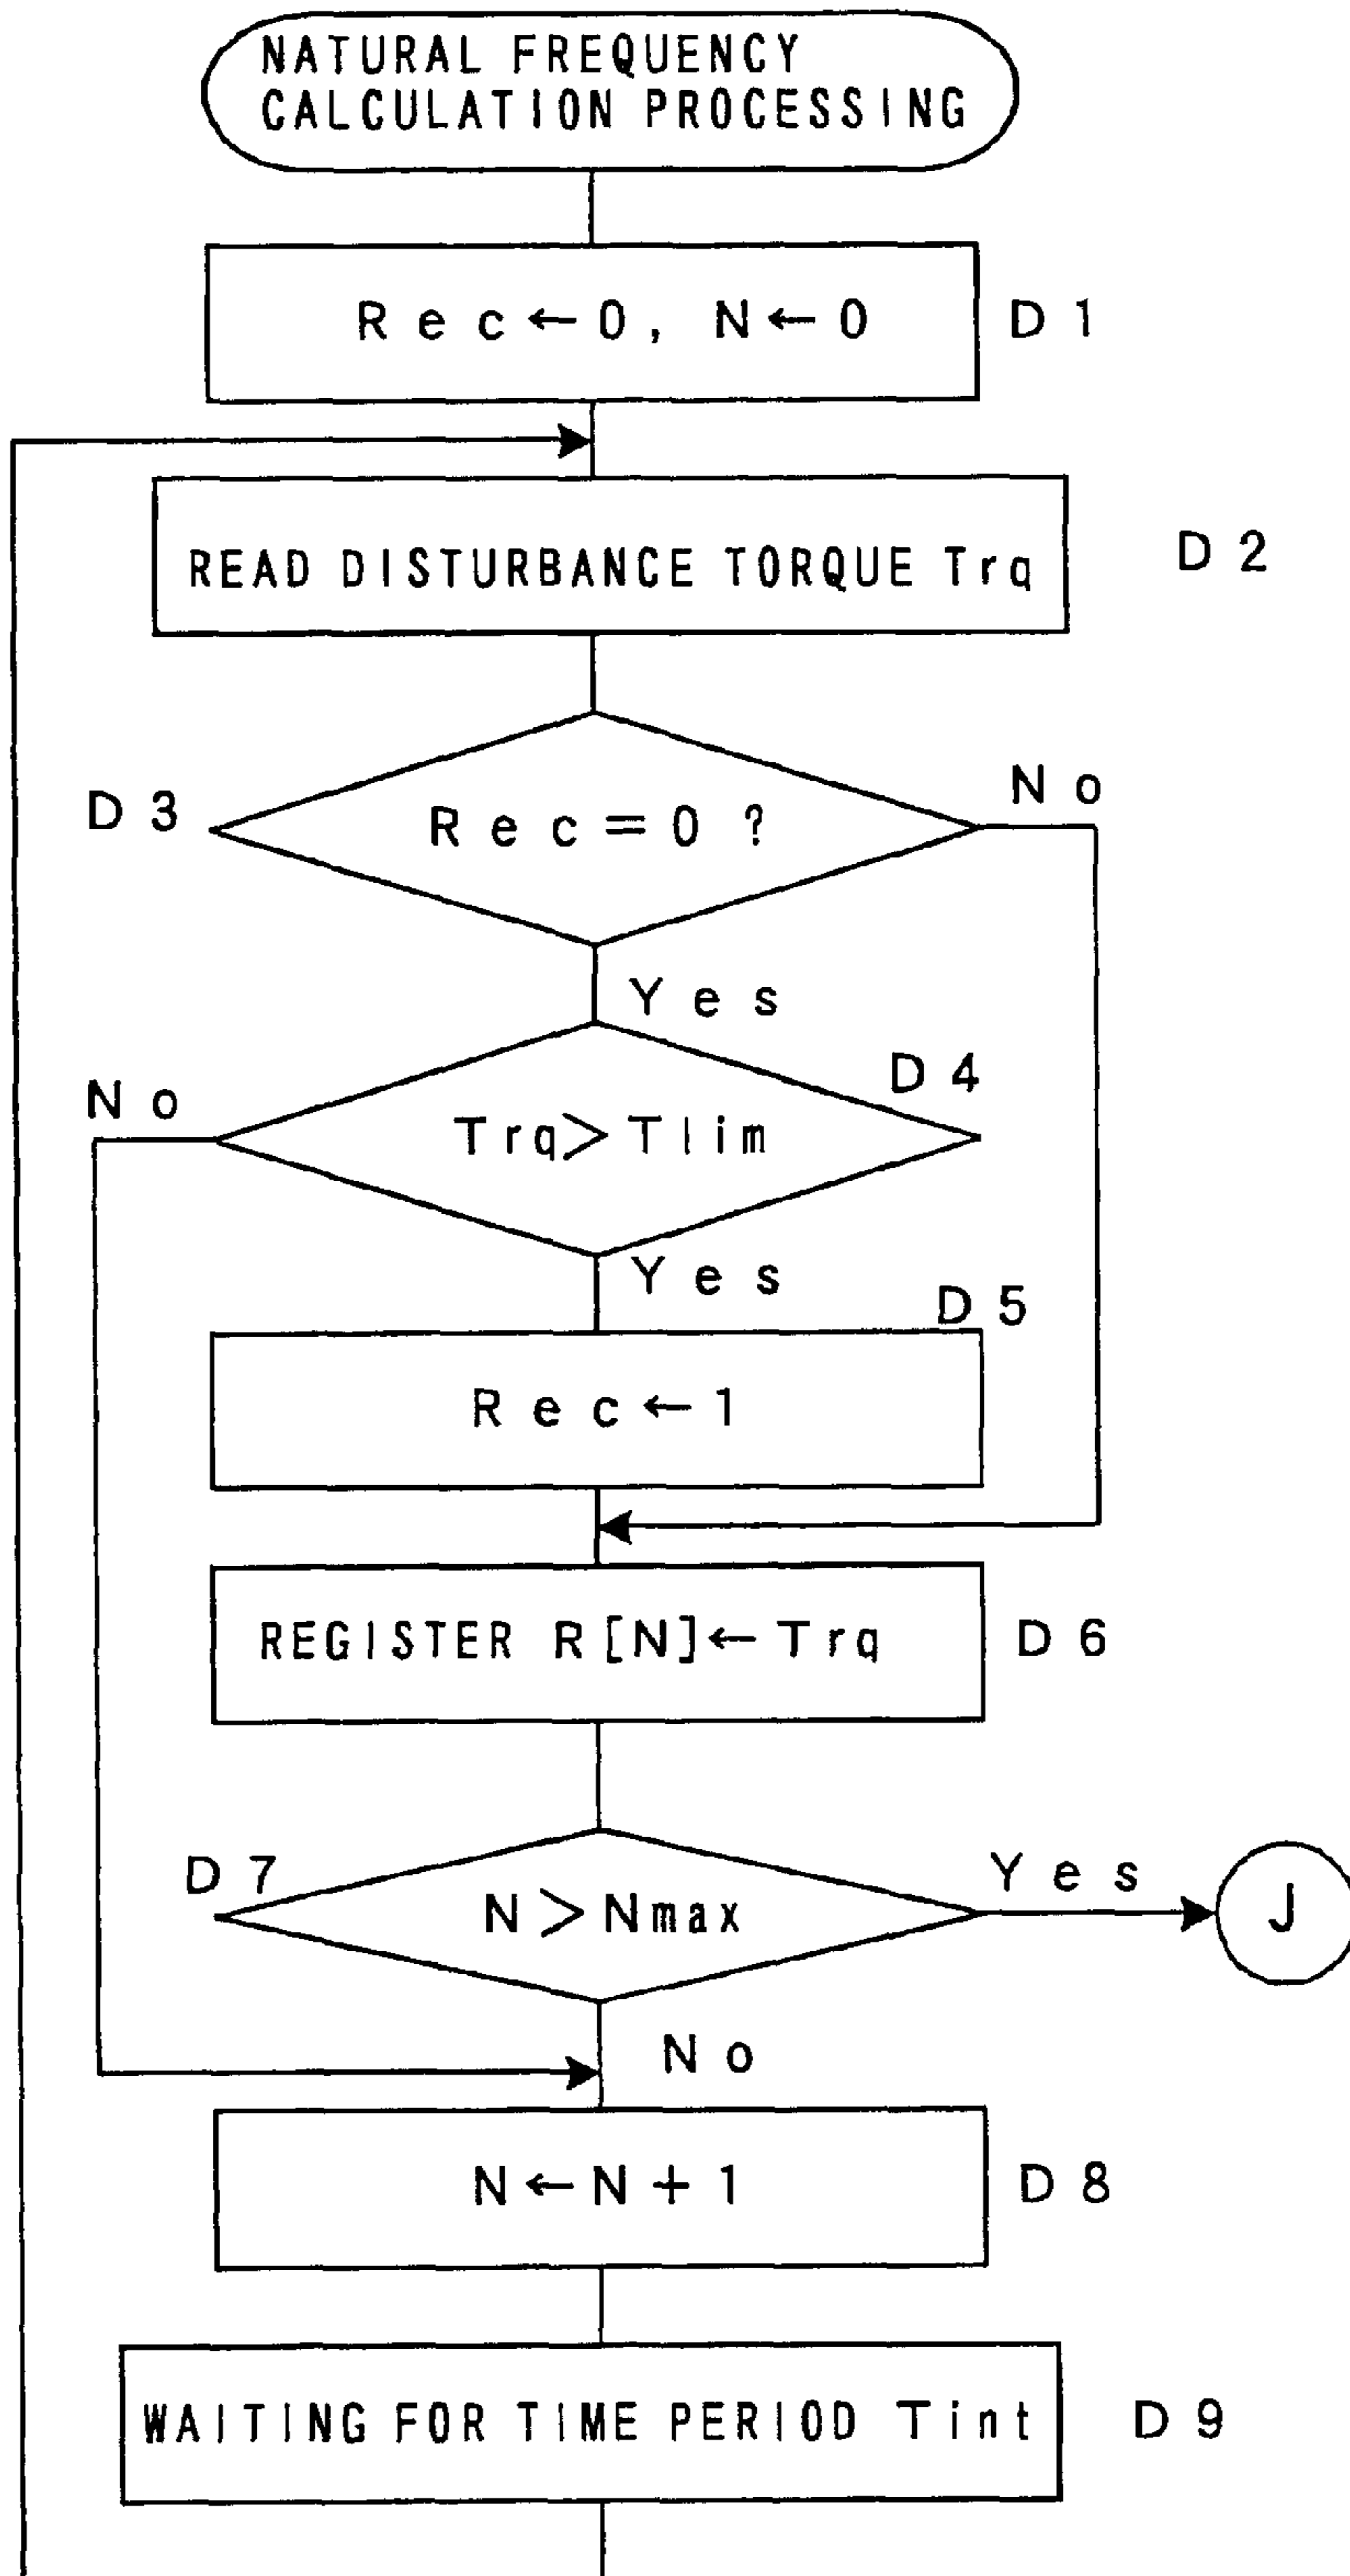 NATURAL FREQUENCY
CALCULATION PROCESSING
Rec←0, N←0
D1
READ DISTURBANCE TORQUE Trq
D2
D3
Rec=0?
No
Yes
D4
No
Trq>Tlim
Yes
D5
Rec←1
REGISTER R[N]←Trq
D6
D7
N>Nmax
Yes
J
No
N←N+1
D8
WAITING FOR TIME PERIOD Tint
D9